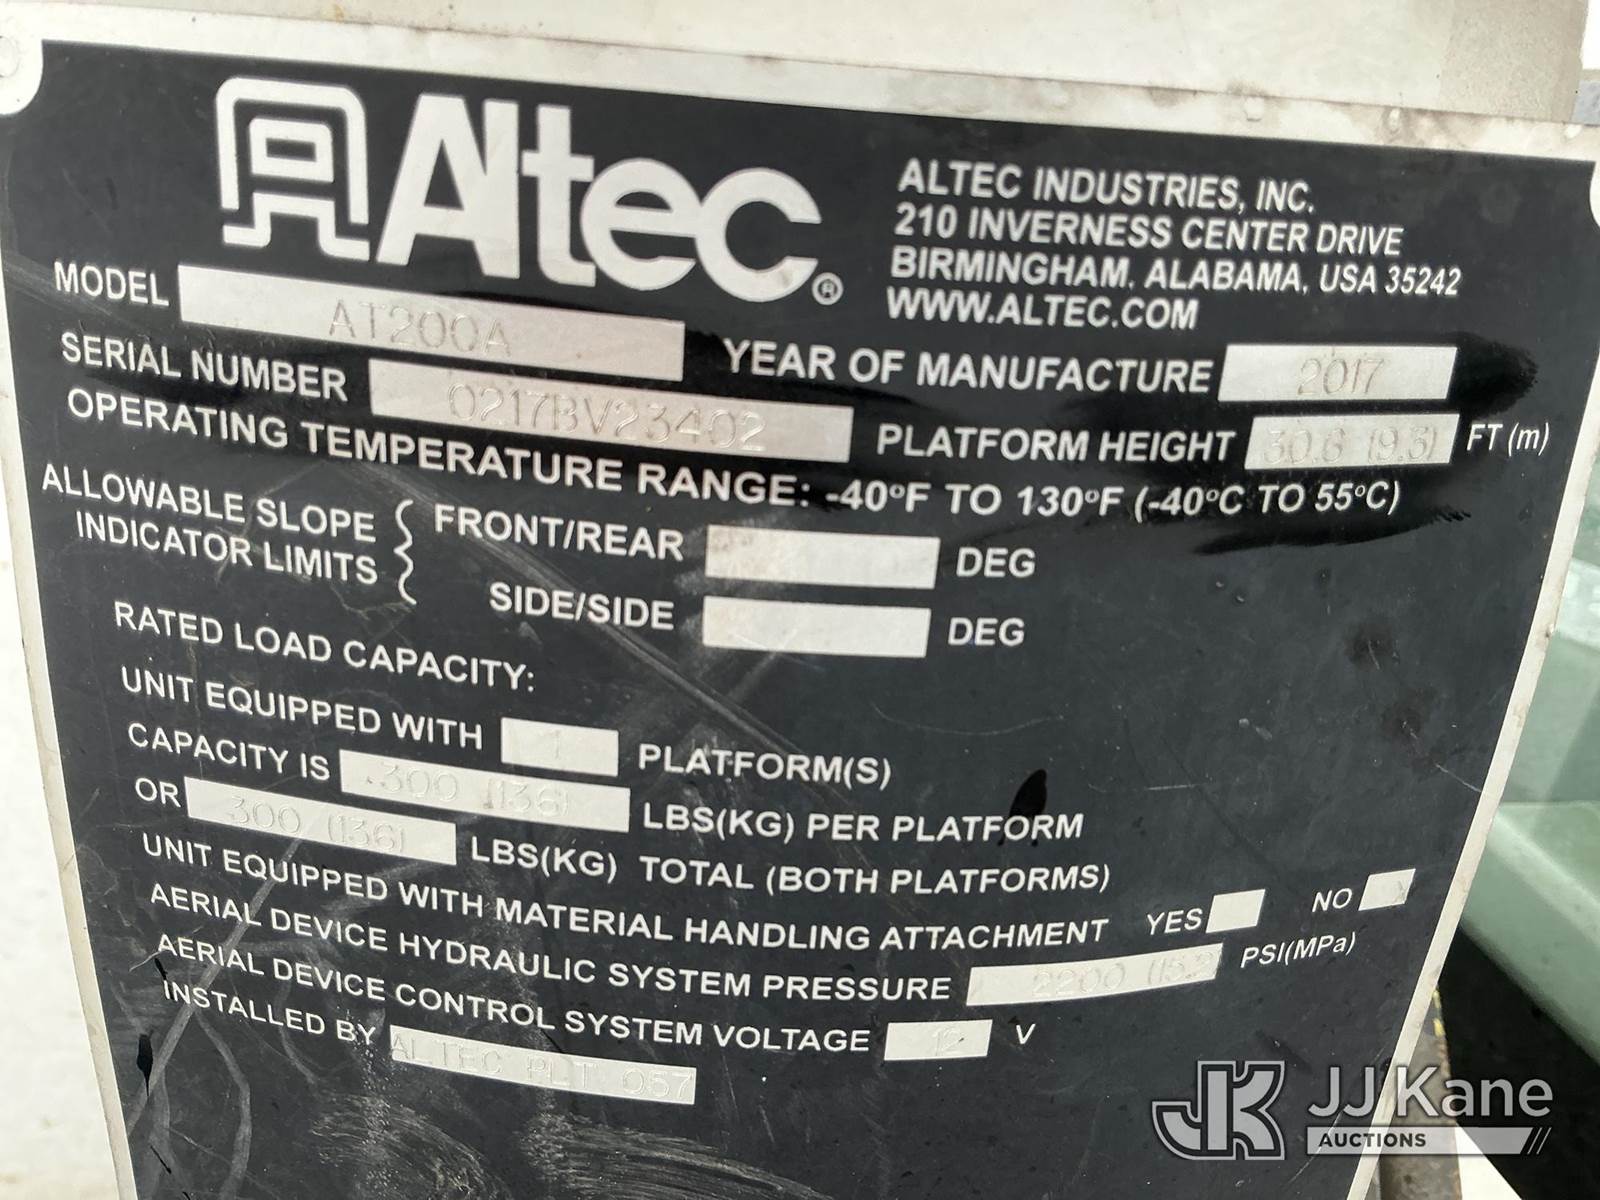 Altec®
ALTEC INDUSTRIES, INC.
210 INVERNESS CENTER DRIVE
BIRMINGHAM. ALABAMA, USA 35242
WWW.ALTEC.COM
MODEL AT200A
YEAR OF MANUFACTURE 2017
SERIAL NUMBER 0217BV23402
PLATFORM HEIGHT 30.6 (9.3) FT (m)
OPERATING TEMPERATURE RANGE: -40°F TO 130°F (-40°C TO 55°C)
ALLOWABLE SLOPE INDICATOR LIMITS { FRONT/REAR DEG
SIDE/SIDE DEG
RATED LOAD CAPACITY:
UNIT EQUIPPED WITH 1 PLATFORM(S)
CAPACITY IS 300 (136) LBS(KG) PER PLATFORM
OR 300 (136) LBS(KG) TOTAL (BOTH PLATFORMS)
UNIT EQUIPPED WITH MATERIAL HANDLING ATTACHMENT YES NO X
AERIAL DEVICE HYDRAULIC SYSTEM PRESSURE 2200 (15.2) PSI(MPa)
AERIAL DEVICE CONTROL SYSTEM VOLTAGE 12 V
INSTALLED BY ALTEC PLT 057
JK JJKane
AUCTIONS